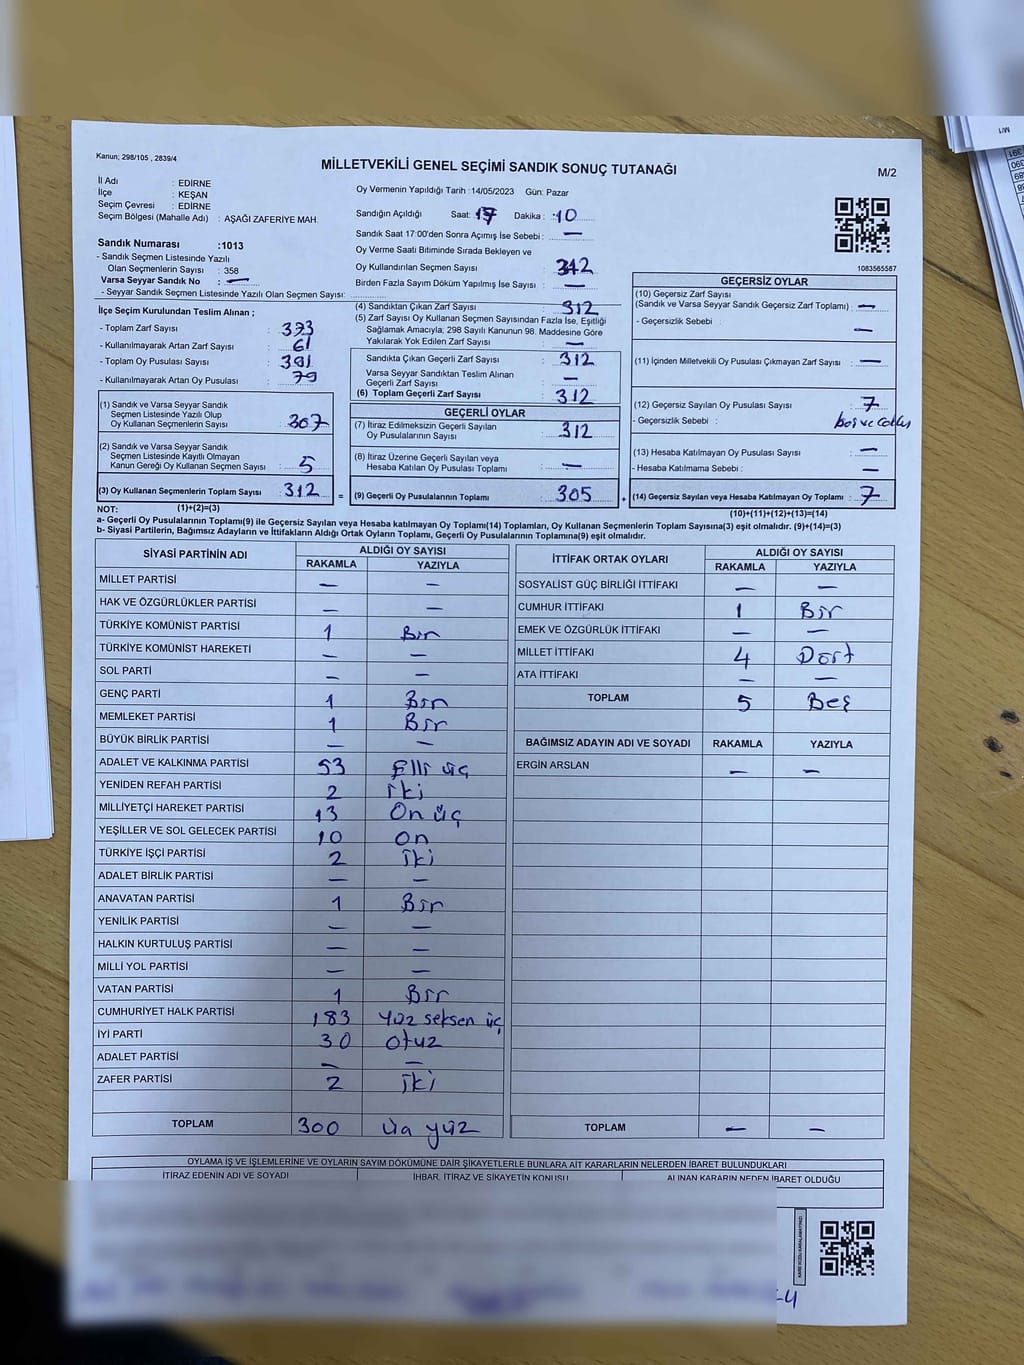 Kanun; 298/105 , 2839/4
MİLLETVEKİLİ GENEL SEÇİMİ SANDIK SONUÇ TUTANAĞI
M/2
İl Adı : EDİRNE
İlçe : KEŞAN
Seçim Çevresi : EDİRNE
Seçim Bölgesi (Mahalle Adı) : AŞAĞI ZAFERİYE MAH.
Oy Vermenin Yapıldığı Tarih :14/05/2023 Gün: Pazar
Sandığın Açıldığı Saat: 17 Dakika : 10
Sandık Saat 17:00'den Sonra Açımış İse Sebebi : —
Oy Verme Saati Bitiminde Sırada Bekleyen ve
Oy Kullandırılan Seçmen Sayısı 312
Birden Fazla Sayım Döküm Yapılmış İse Sayısı : —
Sandık Numarası :1013
- Sandık Seçmen Listesinde Yazılı
Olan Seçmenlerin Sayısı : 358
Varsa Seyyar Sandık No : —
- Seyyar Sandık Seçmen Listesinde Yazılı Olan Seçmen Sayısı:
1083565587
İlçe Seçim Kurulundan Teslim Alınan ;
- Toplam Zarf Sayısı : 373
- Kullanılmayarak Artan Zarf Sayısı : 61
- Toplam Oy Pusulası Sayısı : 391
- Kullanılmayarak Artan Oy Pusulası : 79
(1) Sandık ve Varsa Seyyar Sandık
Seçmen Listesinde Yazılı Olup
Oy Kullanan Seçmenlerin Sayısı : 307
(2) Sandık ve Varsa Seyyar Sandık
Seçmen Listesinde Kayıtlı Olmayan
Kanun Gereği Oy Kullanan Seçmen Sayısı : 5
(3) Oy Kullanan Seçmenlerin Toplam Sayısı : 312 =
(1)+(2)=(3)
(4) Sandıktan Çıkan Zarf Sayısı : 312
(5) Zarf Sayısı Oy Kullanan Seçmen Sayısından Fazla İse, Eşitliği
Sağlamak Amacıyla; 298 Sayılı Kanunun 98. Maddesine Göre
Yakılarak Yok Edilen Zarf Sayısı : —
Sandıkta Çıkan Geçerli Zarf Sayısı : 312
Varsa Seyyar Sandıktan Teslim Alınan
Geçerli Zarf Sayısı : —
(6) Toplam Geçerli Zarf Sayısı : 312
GEÇERLİ OYLAR
(7) İtiraz Edilmeksizin Geçerli Sayılan
Oy Pusulalarının Sayısı : 312
(8) İtiraz Üzerine Geçerli Sayılan veya
Hesaba Katılan Oy Pusulası Toplamı : —
(9) Geçerli Oy Pusulalarının Toplamı : 305 +
GEÇERSİZ OYLAR
(10) Geçersiz Zarf Sayısı
(Sandık ve Varsa Seyyar Sandık Geçersiz Zarf Toplamı) : —
- Geçersizlik Sebebi : —
(11) İçinden Milletvekili Oy Pusulası Çıkmayan Zarf Sayısı : —
(12) Geçersiz Sayılan Oy Pusulası Sayısı : 7
- Geçersizlik Sebebi :
(13) Hesaba Katılmayan Oy Pusulası Sayısı : —
- Hesaba Katılmama Sebebi : —
(14) Geçersiz Sayılan veya Hesaba Katılmayan Oy Toplamı : 7
(10)+(11)+(12)+(13)=(14)
NOT:
a- Geçerli Oy Pusulalarının Toplamı(9) ile Geçersiz Sayılan veya Hesaba katılmayan Oy Toplamı(14) Toplamları, Oy Kullanan Seçmenlerin Toplam Sayısına(3) eşit olmalıdır. (9)+(14)=(3)
b- Siyasi Partilerin, Bağımsız Adayların ve İttifakların Aldığı Ortak Oyların Toplamı, Geçerli Oy Pusulalarının Toplamına(9) eşit olmalıdır.
SİYASİ PARTİNİN ADI ALDIĞI OY SAYISI
RAKAMLA YAZIYLA
MİLLET PARTİSİ — —
HAK VE ÖZGÜRLÜKLER PARTİSİ — —
TÜRKİYE KOMÜNİST PARTİSİ 1 Bir
TÜRKİYE KOMÜNİST HAREKETİ — —
SOL PARTİ — —
GENÇ PARTİ 1 Bir
MEMLEKET PARTİSİ 1 Bir
BÜYÜK BİRLİK PARTİSİ — —
ADALET VE KALKINMA PARTİSİ 53 Elli üç
YENİDEN REFAH PARTİSİ 2 iki
MİLLİYETÇİ HAREKET PARTİSİ 13 On üç
YEŞİLLER VE SOL GELECEK PARTİSİ 10 On
TÜRKİYE İŞÇİ PARTİSİ 2 iki
ADALET BİRLİK PARTİSİ — —
ANAVATAN PARTİSİ 1 Bir
YENİLİK PARTİSİ — —
HALKIN KURTULUŞ PARTİSİ — —
MİLLİ YOL PARTİSİ — —
VATAN PARTİSİ 1 Bir
CUMHURİYET HALK PARTİSİ 183 Yüz seksen üç
İYİ PARTİ 30 Otuz
ADALET PARTİSİ — —
ZAFER PARTİSİ 2 iki
TOPLAM 300 üç yüz
İTTİFAK ORTAK OYLARI ALDIĞI OY SAYISI
RAKAMLA YAZIYLA
SOSYALİST GÜÇ BİRLİĞİ İTTİFAKI — —
CUMHUR İTTİFAKI 1 Bir
EMEK VE ÖZGÜRLÜK İTTİFAKI — —
MİLLET İTTİFAKI 4 Dört
ATA İTTİFAKI — —
TOPLAM 5 Beş
BAĞIMSIZ ADAYIN ADI VE SOYADI RAKAMLA YAZIYLA
ERGİN ARSLAN — —
TOPLAM — —
OYLAMA İŞ VE İŞLEMLERİNE VE OYLARIN SAYIM DÖKÜMÜNE DAİR ŞİKAYETLERLE BUNLARA AİT KARARLARIN NELERDEN İBARET BULUNDUKLARI
İTİRAZ EDENİN ADI VE SOYADI İHBAR, İTİRAZ VE ŞİKAYETİN KONUSU ALINAN KARARIN NEDEN İBARET OLDUĞU
M/1